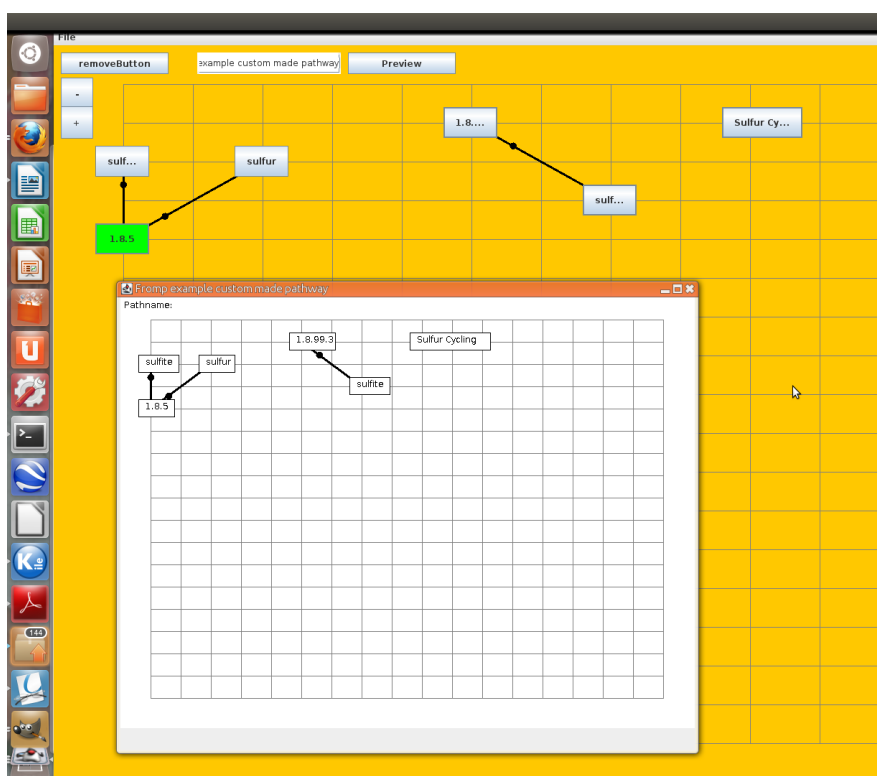 File
removeButton
example custom made pathway
Preview
-
+
1.8....
Sulfur Cy...
sulf...
sulfur
sulf...
1.8.5
Fromp example custom made pathway
Pathname:
1.8.99.3
Sulfur Cycling
sulfite
sulfur
sulfite
1.8.5
144